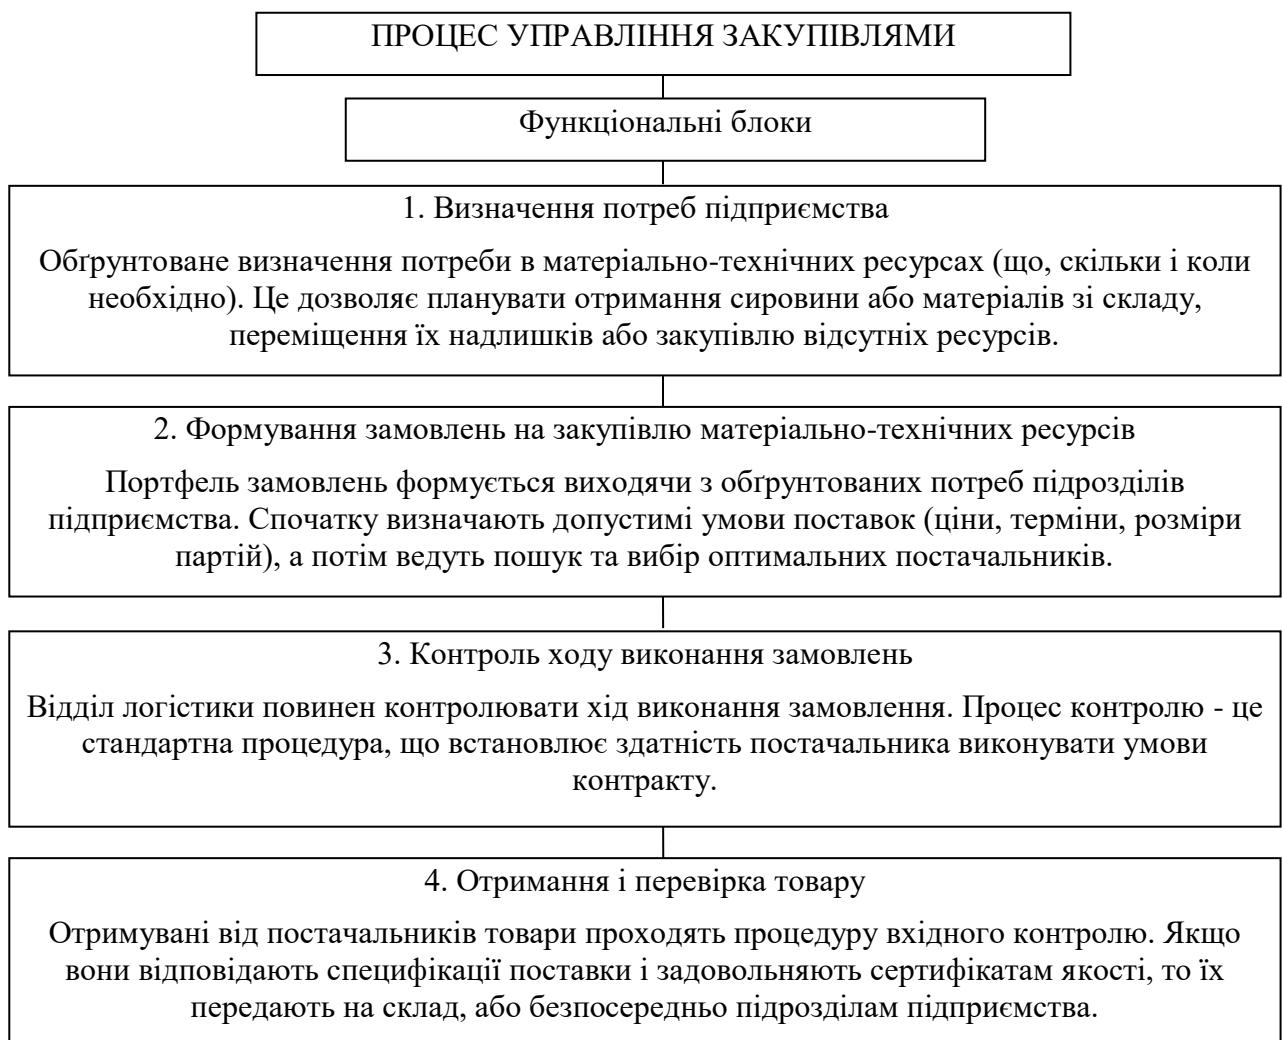 ПРОЦЕС УПРАВЛІННЯ ЗАКУПІВЛЯМИ
Функціональні блоки
1. Визначення потреб підприємства
Обґрунтоване визначення потреби в матеріально-технічних ресурсах (що, скільки і коли
необхідно). Це дозволяє планувати отримання сировини або матеріалів зі складу,
переміщення їх надлишків або закупівлю відсутніх ресурсів.
2. Формування замовлень на закупівлю матеріально-технічних ресурсів
Портфель замовлень формується виходячи з обґрунтованих потреб підрозділів
підприємства. Спочатку визначають допустимі умови поставок (ціни, терміни, розміри
партій), а потім ведуть пошук та вибір оптимальних постачальників.
3. Контроль ходу виконання замовлень
Відділ логістики повинен контролювати хід виконання замовлення. Процес контролю - це
стандартна процедура, що встановлює здатність постачальника виконувати умови
контракту.
4. Отримання і перевірка товару
Отримувані від постачальників товари проходять процедуру вхідного контролю. Якщо
вони відповідають специфікації поставки і задовольняють сертифікатам якості, то їх
передають на склад, або безпосередньо підрозділам підприємства.